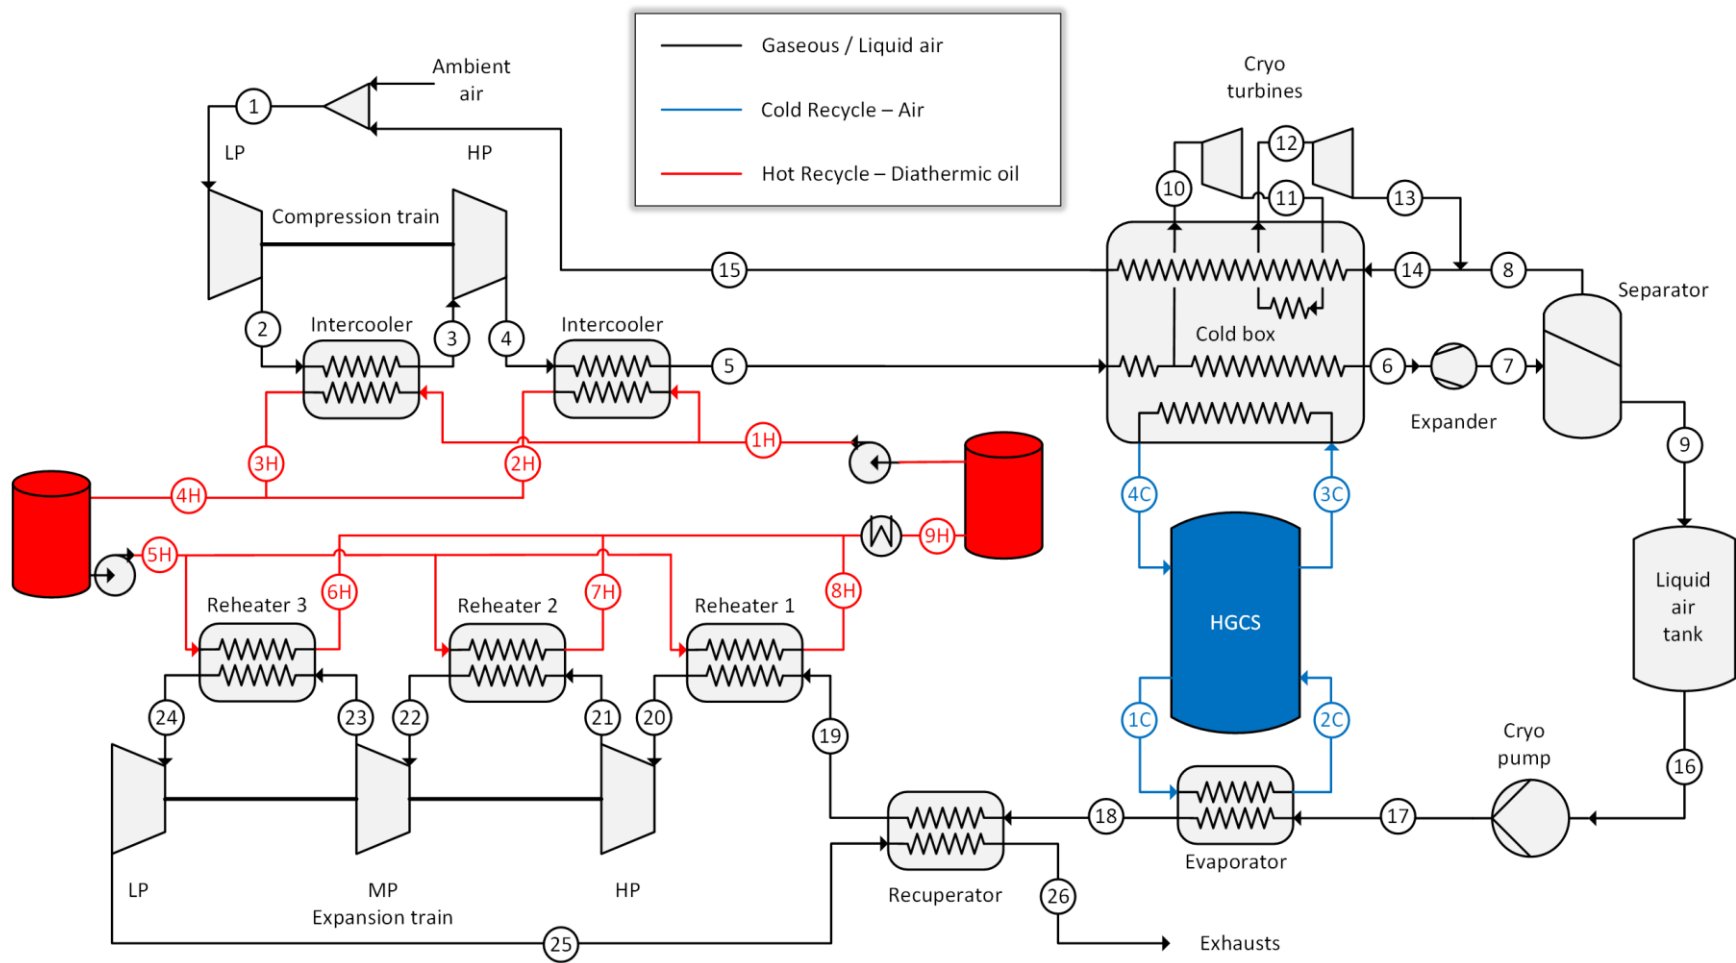 Gaseous / Liquid air
Cold Recycle – Air
Hot Recycle – Diathermic oil
Ambient
air
Cryo
turbines
1
LP
HP
12
10
11
13
Compression train
15
14
8
Separator
2
Intercooler
3
4
Intercooler
Cold box
5
6
7
Expander
1H
9
3H
2H
4H
4C
3C
5H
9H
6H
7H
8H
Reheater 3
Reheater 2
Reheater 1
HGCS
Liquid
air
tank
24
23
22
21
20
19
1C
2C
Cryo
pump
16
18
17
Evaporator
LP
MP
HP
Recuperator
26
Expansion train
25
Exhausts